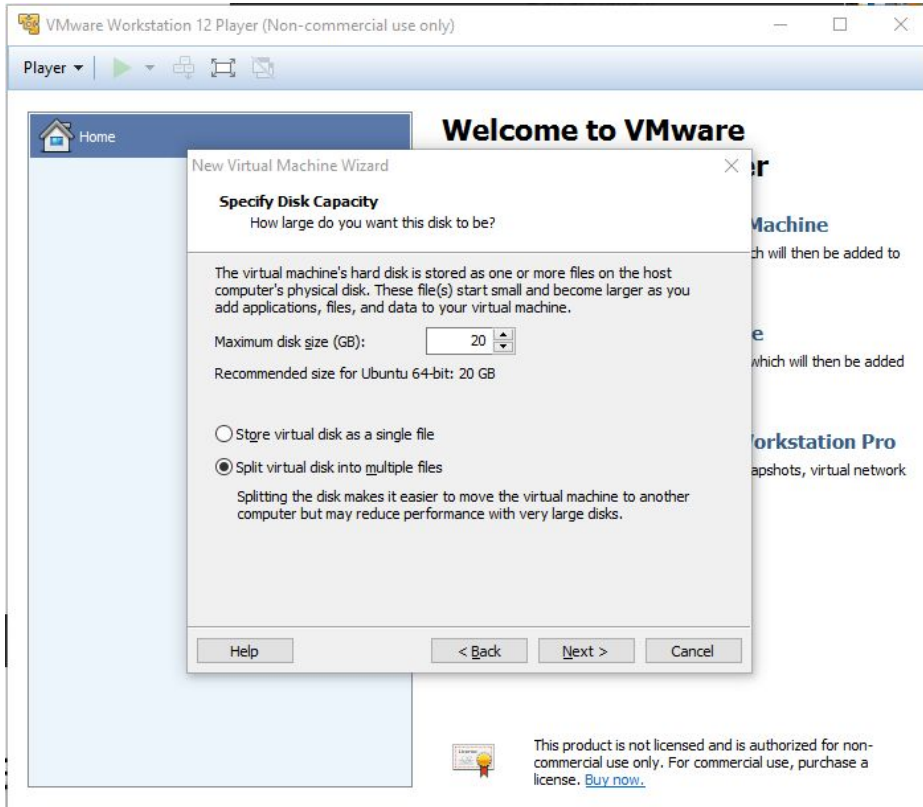 VMware Workstation 12 Player (Non-commercial use only)
Player
Home
Welcome to VMware
r
Machine
ch will then be added to
e
which will then be added
orkstation Pro
apshots, virtual network
New Virtual Machine Wizard
Specify Disk Capacity
How large do you want this disk to be?
The virtual machine's hard disk is stored as one or more files on the host
computer's physical disk. These file(s) start small and become larger as you
add applications, files, and data to your virtual machine.
Maximum disk size (GB):
20
Recommended size for Ubuntu 64-bit: 20 GB
Store virtual disk as a single file
Split virtual disk into multiple files
Splitting the disk makes it easier to move the virtual machine to another
computer but may reduce performance with very large disks.
Help
< Back
Next >
Cancel
This product is not licensed and is authorized for non-
commercial use only. For commercial use, purchase a
license. Buy now.